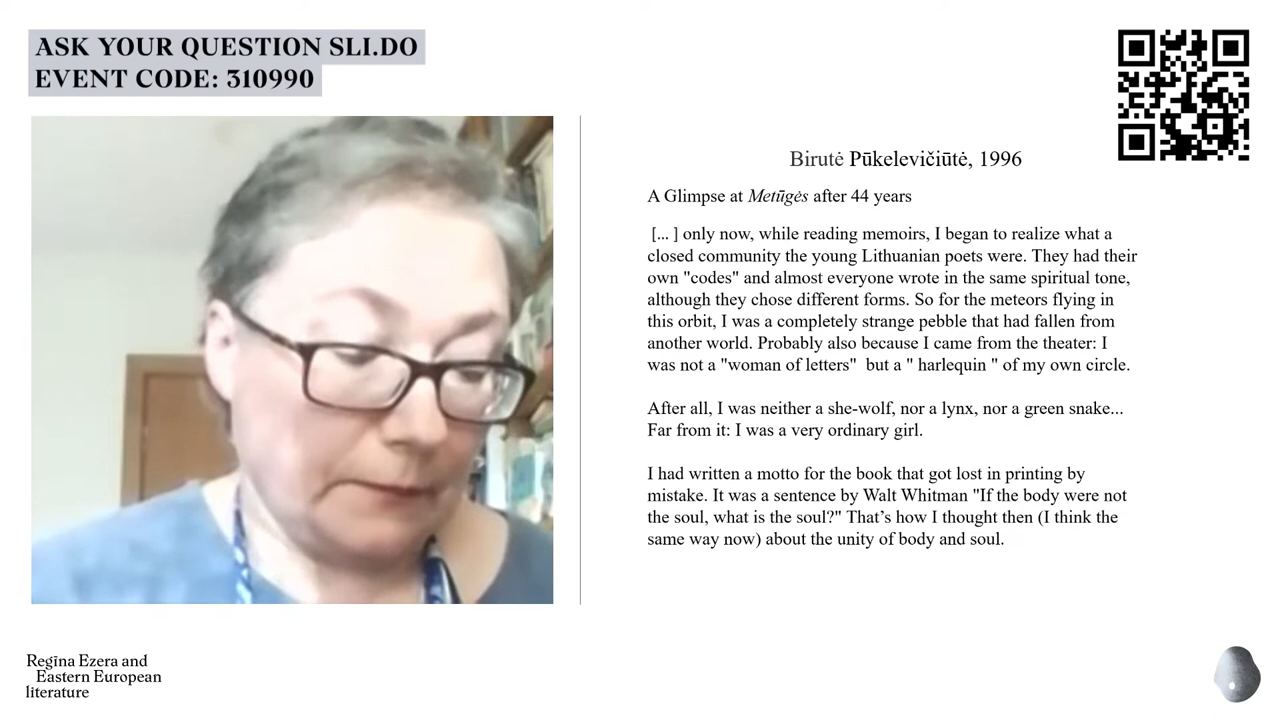 ASK YOUR QUESTION SLI.DO
EVENT CODE: 310990
Birutė Pūkelevičiūtė, 1996
A Glimpse at Metūgės after 44 years
[... ] only now, while reading memoirs, I began to realize what a
closed community the young Lithuanian poets were. They had their
own "codes" and almost everyone wrote in the same spiritual tone,
although they chose different forms. So for the meteors flying in
this orbit, I was a completely strange pebble that had fallen from
another world. Probably also because I came from the theater: I
was not a "woman of letters"  but a " harlequin " of my own circle.
After all, I was neither a she-wolf, nor a lynx, nor a green snake...
Far from it: I was a very ordinary girl.
I had written a motto for the book that got lost in printing by
mistake. It was a sentence by Walt Whitman "If the body were not
the soul, what is the soul?" That’s how I thought then (I think the
same way now) about the unity of body and soul.
Regīna Ezera and
Eastern European
literature